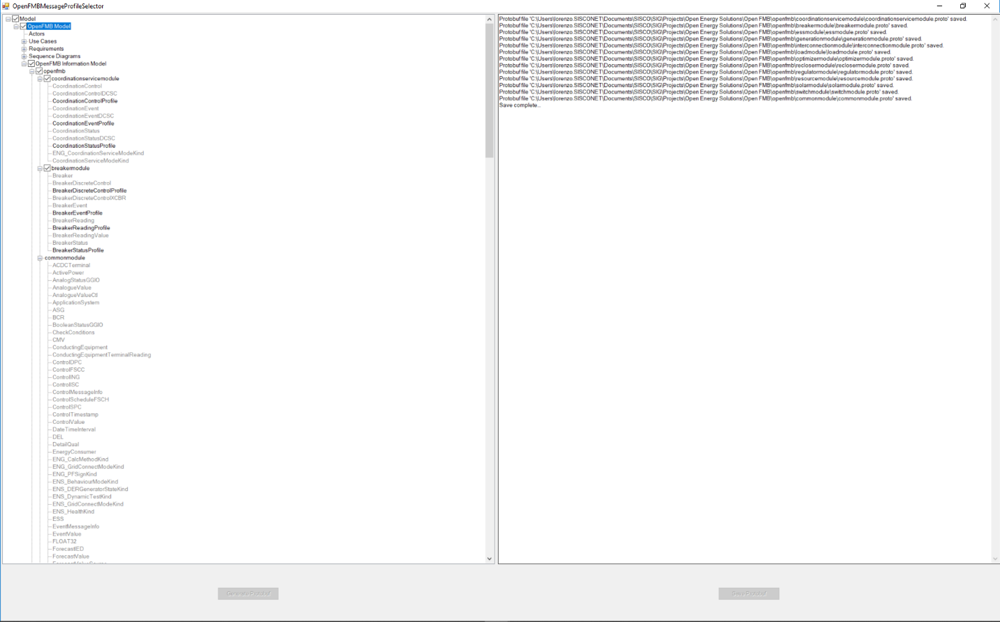 OpenFMBMessageProfileSelector
Model
OpenFMB Model
Actors
Use Cases
Requirements
Sequence Diagrams
OpenFMB Information Model
openfmb
coordinationservicemodule
CoordinationControl
CoordinationControlDCSC
CoordinationControlProfile
CoordinationEvent
CoordinationEventDCSC
CoordinationEventProfile
CoordinationStatus
CoordinationStatusDCSC
CoordinationStatusProfile
ENG_CoordinationServiceModeKind
CoordinationServiceModeKind
breakermodule
Breaker
BreakerDiscreteControl
BreakerDiscreteControlProfile
BreakerDiscreteControlXCBR
BreakerEvent
BreakerEventProfile
BreakerReading
BreakerReadingProfile
BreakerReadingValue
BreakerStatus
BreakerStatusProfile
commonmodule
ACDCTerminal
ActivePower
AnalogStatusGGIO
AnalogueValue
AnalogueValueCtl
ApplicationSystem
ASG
BCR
BooleanStatusGGIO
CheckConditions
CMV
ConductingEquipment
ConductingEquipmentTerminalReading
ControlDPC
ControlFSCC
ControlING
ControlISC
ControlMessageInfo
ControlScheduleFSCH
ControlSPC
ControlTimestamp
ControlValue
DateTimeInterval
DEL
DetailQual
EnergyConsumer
ENG_CalcMethodKind
ENG_GridConnectModeKind
ENG_PFSignKind
ENS_BehaviourModeKind
ENS_DERGeneratorStateKind
ENS_DynamicTestKind
ENS_GridConnectModeKind
ENS_HealthKind
ESS
EventMessageInfo
EventValue
FLOAT32
ForecastIED
ForecastValue
ForecastValueSource
Protobuf file 'C:\Users\lorenzo.SISCONET\Documents\SISCO\SIG\Projects\Open Energy Solutions\Open FMB\openfmb\coordinationservicemodule\coordinationservicemodule.proto' saved.
Protobuf file 'C:\Users\lorenzo.SISCONET\Documents\SISCO\SIG\Projects\Open Energy Solutions\Open FMB\openfmb\breakermodule\breakermodule.proto' saved.
Protobuf file 'C:\Users\lorenzo.SISCONET\Documents\SISCO\SIG\Projects\Open Energy Solutions\Open FMB\openfmb\essmodule\essmodule.proto' saved.
Protobuf file 'C:\Users\lorenzo.SISCONET\Documents\SISCO\SIG\Projects\Open Energy Solutions\Open FMB\openfmb\generationmodule\generationmodule.proto' saved.
Protobuf file 'C:\Users\lorenzo.SISCONET\Documents\SISCO\SIG\Projects\Open Energy Solutions\Open FMB\openfmb\interconnectionmodule\interconnectionmodule.proto' saved.
Protobuf file 'C:\Users\lorenzo.SISCONET\Documents\SISCO\SIG\Projects\Open Energy Solutions\Open FMB\openfmb\loadmodule\loadmodule.proto' saved.
Protobuf file 'C:\Users\lorenzo.SISCONET\Documents\SISCO\SIG\Projects\Open Energy Solutions\Open FMB\openfmb\optimizermodule\optimizermodule.proto' saved.
Protobuf file 'C:\Users\lorenzo.SISCONET\Documents\SISCO\SIG\Projects\Open Energy Solutions\Open FMB\openfmb\reclosermodule\reclosermodule.proto' saved.
Protobuf file 'C:\Users\lorenzo.SISCONET\Documents\SISCO\SIG\Projects\Open Energy Solutions\Open FMB\openfmb\regulatormodule\regulatormodule.proto' saved.
Protobuf file 'C:\Users\lorenzo.SISCONET\Documents\SISCO\SIG\Projects\Open Energy Solutions\Open FMB\openfmb\resourcemodule\resourcemodule.proto' saved.
Protobuf file 'C:\Users\lorenzo.SISCONET\Documents\SISCO\SIG\Projects\Open Energy Solutions\Open FMB\openfmb\solarmodule\solarmodule.proto' saved.
Protobuf file 'C:\Users\lorenzo.SISCONET\Documents\SISCO\SIG\Projects\Open Energy Solutions\Open FMB\openfmb\switchmodule\switchmodule.proto' saved.
Protobuf file 'C:\Users\lorenzo.SISCONET\Documents\SISCO\SIG\Projects\Open Energy Solutions\Open FMB\openfmb\commonmodule\commonmodule.proto' saved.
Save complete...
Generate Protobuf
Save Protobuf